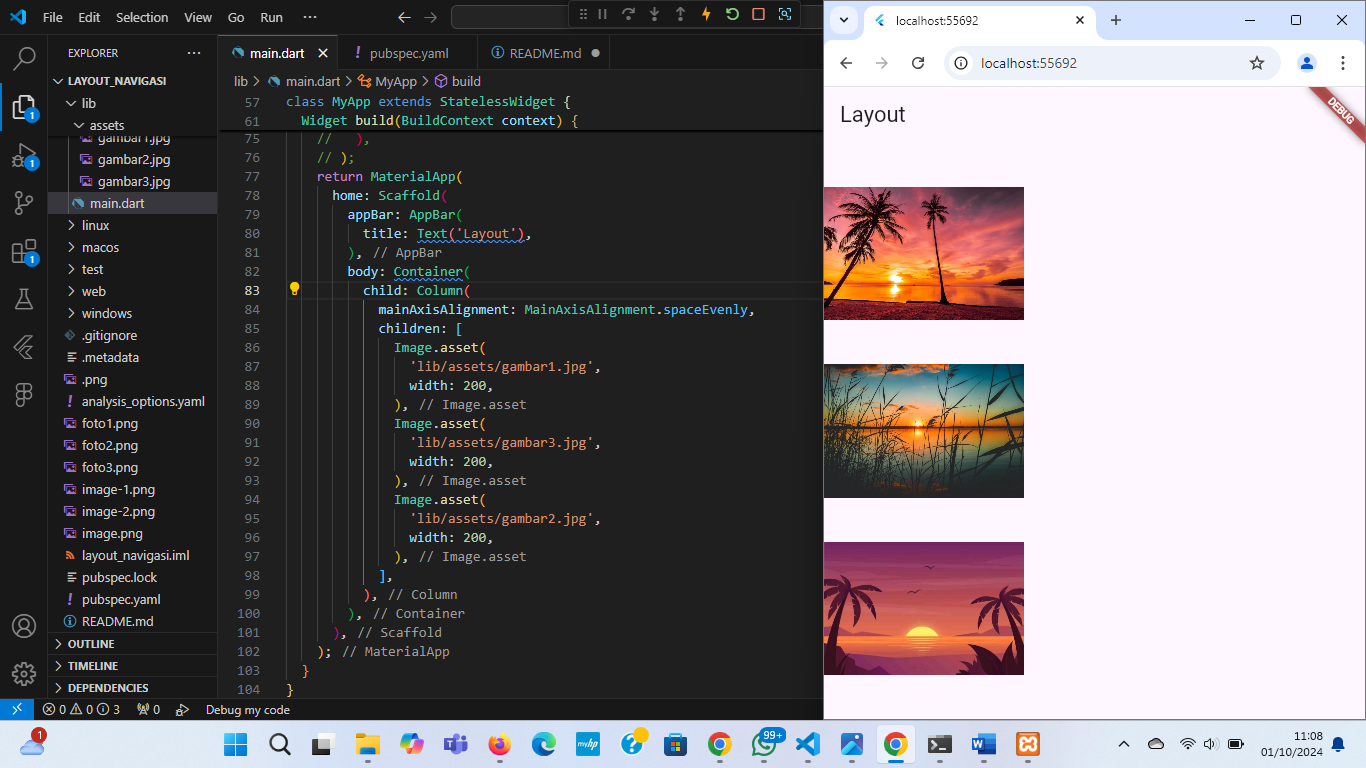 File Edit Selection View Go Run ···
EXPLORER ···
LAYOUT_NAVIGASI
lib
assets
gambar1.jpg
gambar2.jpg
gambar3.jpg
main.dart
linux
macos
test
web
windows
.gitignore
.metadata
.png
analysis_options.yaml
foto1.png
foto2.png
foto3.png
image-1.png
image-2.png
image.png
layout_navigasi.iml
pubspec.lock
pubspec.yaml
README.md
OUTLINE
TIMELINE
DEPENDENCIES
1
1
1
main.dart pubspec.yaml README.md
lib > main.dart > MyApp > build
57 class MyApp extends StatelessWidget {
61 Widget build(BuildContext context) {
75 // ),
76 // );
77 return MaterialApp(
78 home: Scaffold(
79 appBar: AppBar(
80 title: Text('Layout'),
81 ), // AppBar
82 body: Container(
83 child: Column(
84 mainAxisAlignment: MainAxisAlignment.spaceEvenly,
85 children: [
86 Image.asset(
87 'lib/assets/gambar1.jpg',
88 width: 200,
89 ), // Image.asset
90 Image.asset(
91 'lib/assets/gambar3.jpg',
92 width: 200,
93 ), // Image.asset
94 Image.asset(
95 'lib/assets/gambar2.jpg',
96 width: 200,
97 ), // Image.asset
98 ],
99 ), // Column
100 ), // Container
101 ), // Scaffold
102 ); // MaterialApp
103 }
104 }
0 0 3 0 Debug my code
localhost:55692
localhost:55692
Layout
DEBUG
1
myhp
99+
11:08
01/10/2024